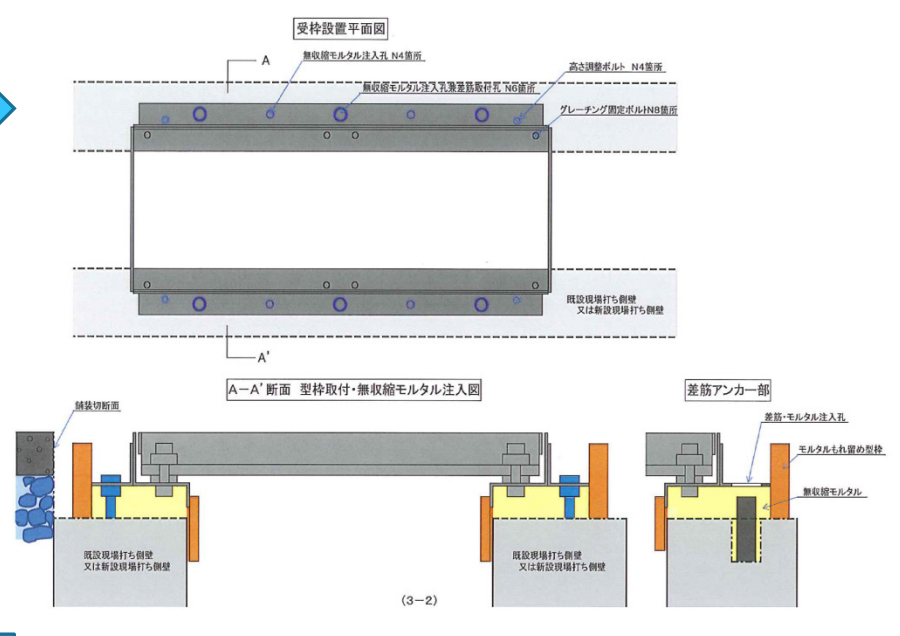 受枠設置平面図
A
無収縮モルタル注入孔 N4箇所
高さ調整ボルト N4箇所
無収縮モルタル注入孔兼差筋取付孔 N6箇所
グレーチング固定ボルトN8箇所
既設現場打ち側壁
又は新設現場打ち側壁
A'
A-A'断面 型枠取付・無収縮モルタル注入図
差筋アンカー部
舗装切断面
差筋・モルタル注入孔
モルタルもれ留め型枠
無収縮モルタル
既設現場打ち側壁
又は新設現場打ち側壁
既設現場打ち側壁
又は新設現場打ち側壁
(3-2)